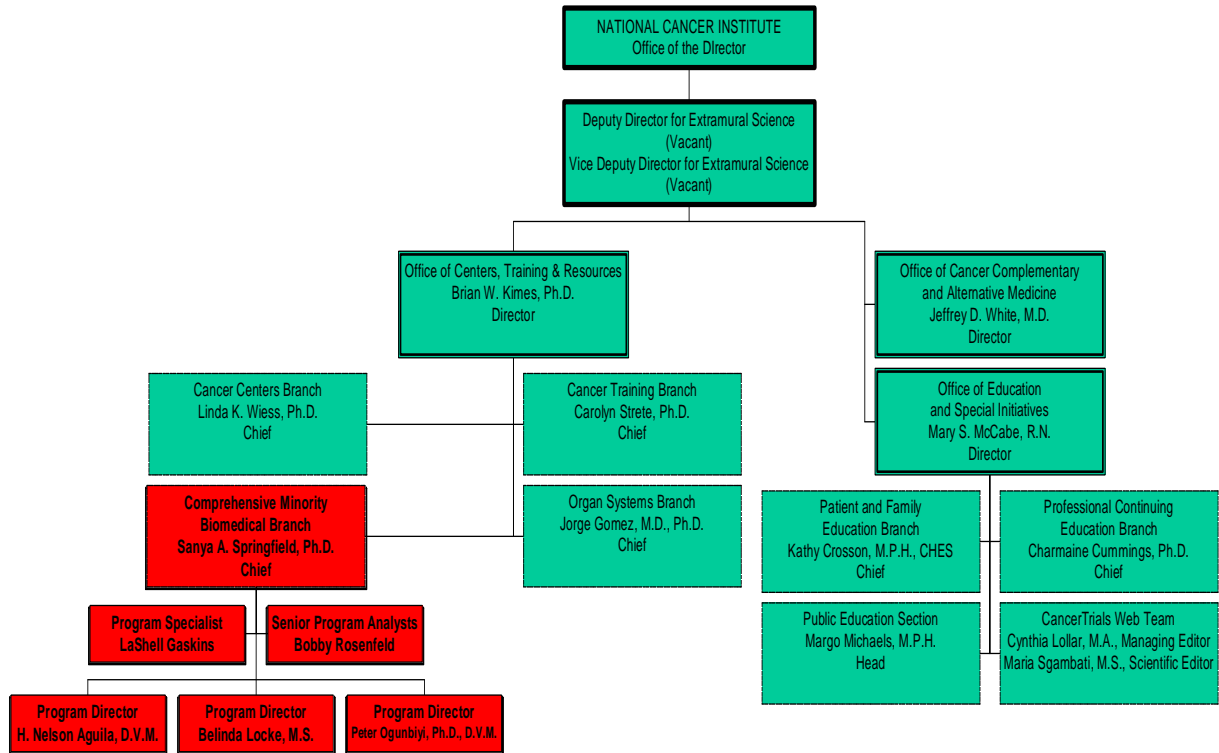 NATIONAL CANCER INSTITUTE
Office of the DIrector
Deputy Director for Extramural Science
(Vacant)
Vice Deputy Director for Extramural Science
(Vacant)
Office of Centers, Training & Resources
Brian W. Kimes, Ph.D.
Director
Office of Cancer Complementary
and Alternative Medicine
Jeffrey D. White, M.D.
Director
Cancer Centers Branch
Linda K. Wiess, Ph.D.
Chief
Cancer Training Branch
Carolyn Strete, Ph.D.
Chief
Office of Education
and Special Initiatives
Mary S. McCabe, R.N.
Director
Comprehensive Minority
Biomedical Branch
Sanya A. Springfield, Ph.D.
Chief
Organ Systems Branch
Jorge Gomez, M.D., Ph.D.
Chief
Patient and Family
Education Branch
Kathy Crosson, M.P.H., CHES
Chief
Professional Continuing
Education Branch
Charmaine Cummings, Ph.D.
Chief
Program Specialist
LaShell Gaskins
Senior Program Analysts
Bobby Rosenfeld
Public Education Section
Margo Michaels, M.P.H.
Head
CancerTrials Web Team
Cynthia Lollar, M.A., Managing Editor
Maria Sgambati, M.S., Scientific Editor
Program Director
H. Nelson Aguila, D.V.M.
Program Director
Belinda Locke, M.S.
Program Director
Peter Ogunbiyi, Ph.D., D.V.M.